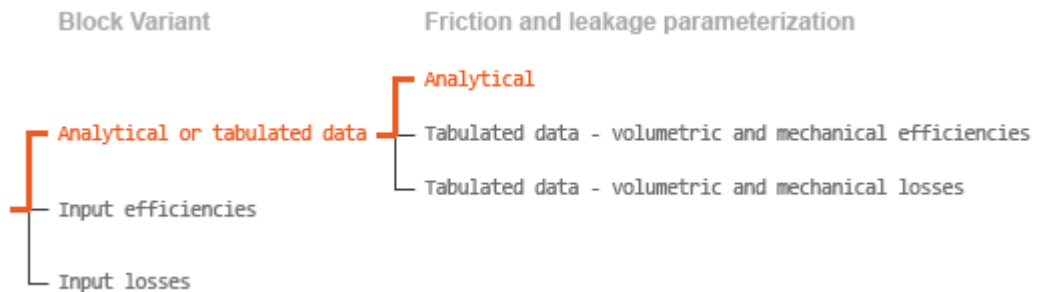 Block Variant
Friction and leakage parameterization
Analytical
Analytical or tabulated data
Tabulated data - volumetric and mechanical efficiencies
Tabulated data - volumetric and mechanical losses
Input efficiencies
Input losses